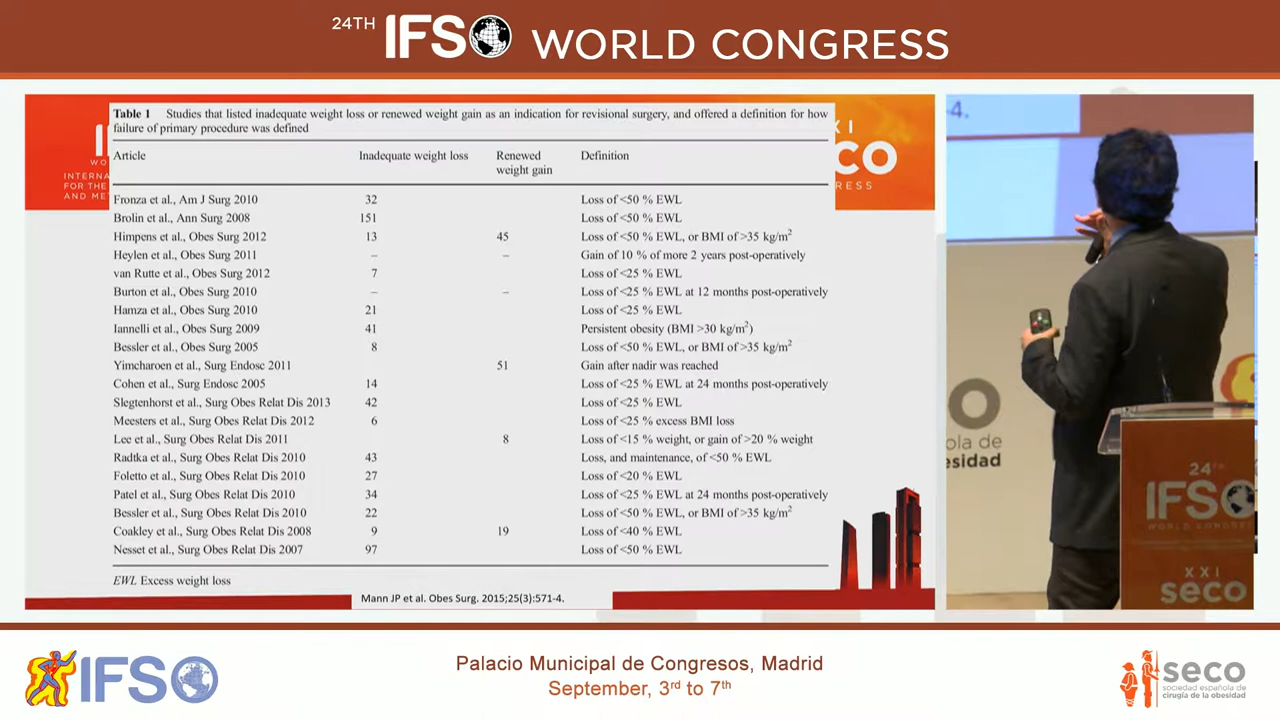 24TH IFSO WORLD CONGRESS
Table 1 Studies that listed inadequate weight loss or renewed weight gain as an indication for revisional surgery, and offered a definition for how
failure of primary procedure was defined
Article Inadequate weight loss Renewed weight gain Definition
Fronza et al., Am J Surg 2010 32 Loss of <50 % EWL
Brolin et al., Ann Surg 2008 151 Loss of <50 % EWL
Himpens et al., Obes Surg 2012 13 45 Loss of <50 % EWL, or BMI of >35 kg/m²
Heylen et al., Obes Surg 2011 – – Gain of 10 % of more 2 years post-operatively
van Rutte et al., Obes Surg 2012 7 Loss of <25 % EWL
Burton et al., Obes Surg 2010 – – Loss of <25 % EWL at 12 months post-operatively
Hamza et al., Obes Surg 2010 21 Loss of <25 % EWL
Iannelli et al., Obes Surg 2009 41 Persistent obesity (BMI >30 kg/m²)
Bessler et al., Obes Surg 2005 8 Loss of <50 % EWL, or BMI of >35 kg/m²
Yimcharoen et al., Surg Endosc 2011 51 Gain after nadir was reached
Cohen et al., Surg Endosc 2005 14 Loss of <25 % EWL at 24 months post-operatively
Slegtenhorst et al., Surg Obes Relat Dis 2013 42 Loss of <25 % EWL
Meesters et al., Surg Obes Relat Dis 2012 6 Loss of <25 % excess BMI loss
Lee et al., Surg Obes Relat Dis 2011 8 Loss of <15 % weight, or gain of >20 % weight
Radtka et al., Surg Obes Relat Dis 2010 43 Loss, and maintenance, of <50 % EWL
Foletto et al., Surg Obes Relat Dis 2010 27 Loss of <20 % EWL
Patel et al., Surg Obes Relat Dis 2010 34 Loss of <25 % EWL at 24 months post-operatively
Bessler et al., Surg Obes Relat Dis 2010 22 Loss of <50 % EWL, or BMI of >35 kg/m²
Coakley et al., Surg Obes Relat Dis 2008 9 19 Loss of <40 % EWL
Nesset et al., Surg Obes Relat Dis 2007 97 Loss of <50 % EWL
EWL Excess weight loss
Mann JP et al. Obes Surg. 2015;25(3):571-4.
I
WO
INTERNA
FOR THE
AND ME
XI
CO
RESS
-4.
O
ola de
esidad
24TH
IFSO
WORLD CONGRESS
XXI
seco
IFSO
Palacio Municipal de Congresos, Madrid
September, 3rd to 7th
seco
sociedad española de
cirugía de la obesidad